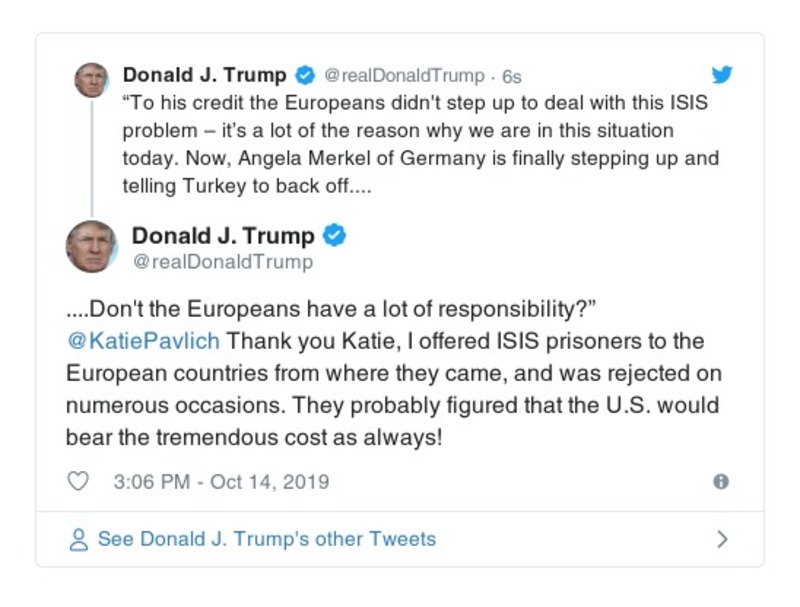 Donald J. Trump @realDonaldTrump · 6s
“To his credit the Europeans didn't step up to deal with this ISIS
problem – it’s a lot of the reason why we are in this situation
today. Now, Angela Merkel of Germany is finally stepping up and
telling Turkey to back off....
Donald J. Trump
@realDonaldTrump
....Don't the Europeans have a lot of responsibility?”
@KatiePavlich Thank you Katie, I offered ISIS prisoners to the
European countries from where they came, and was rejected on
numerous occasions. They probably figured that the U.S. would
bear the tremendous cost as always!
3:06 PM - Oct 14, 2019
See Donald J. Trump's other Tweets